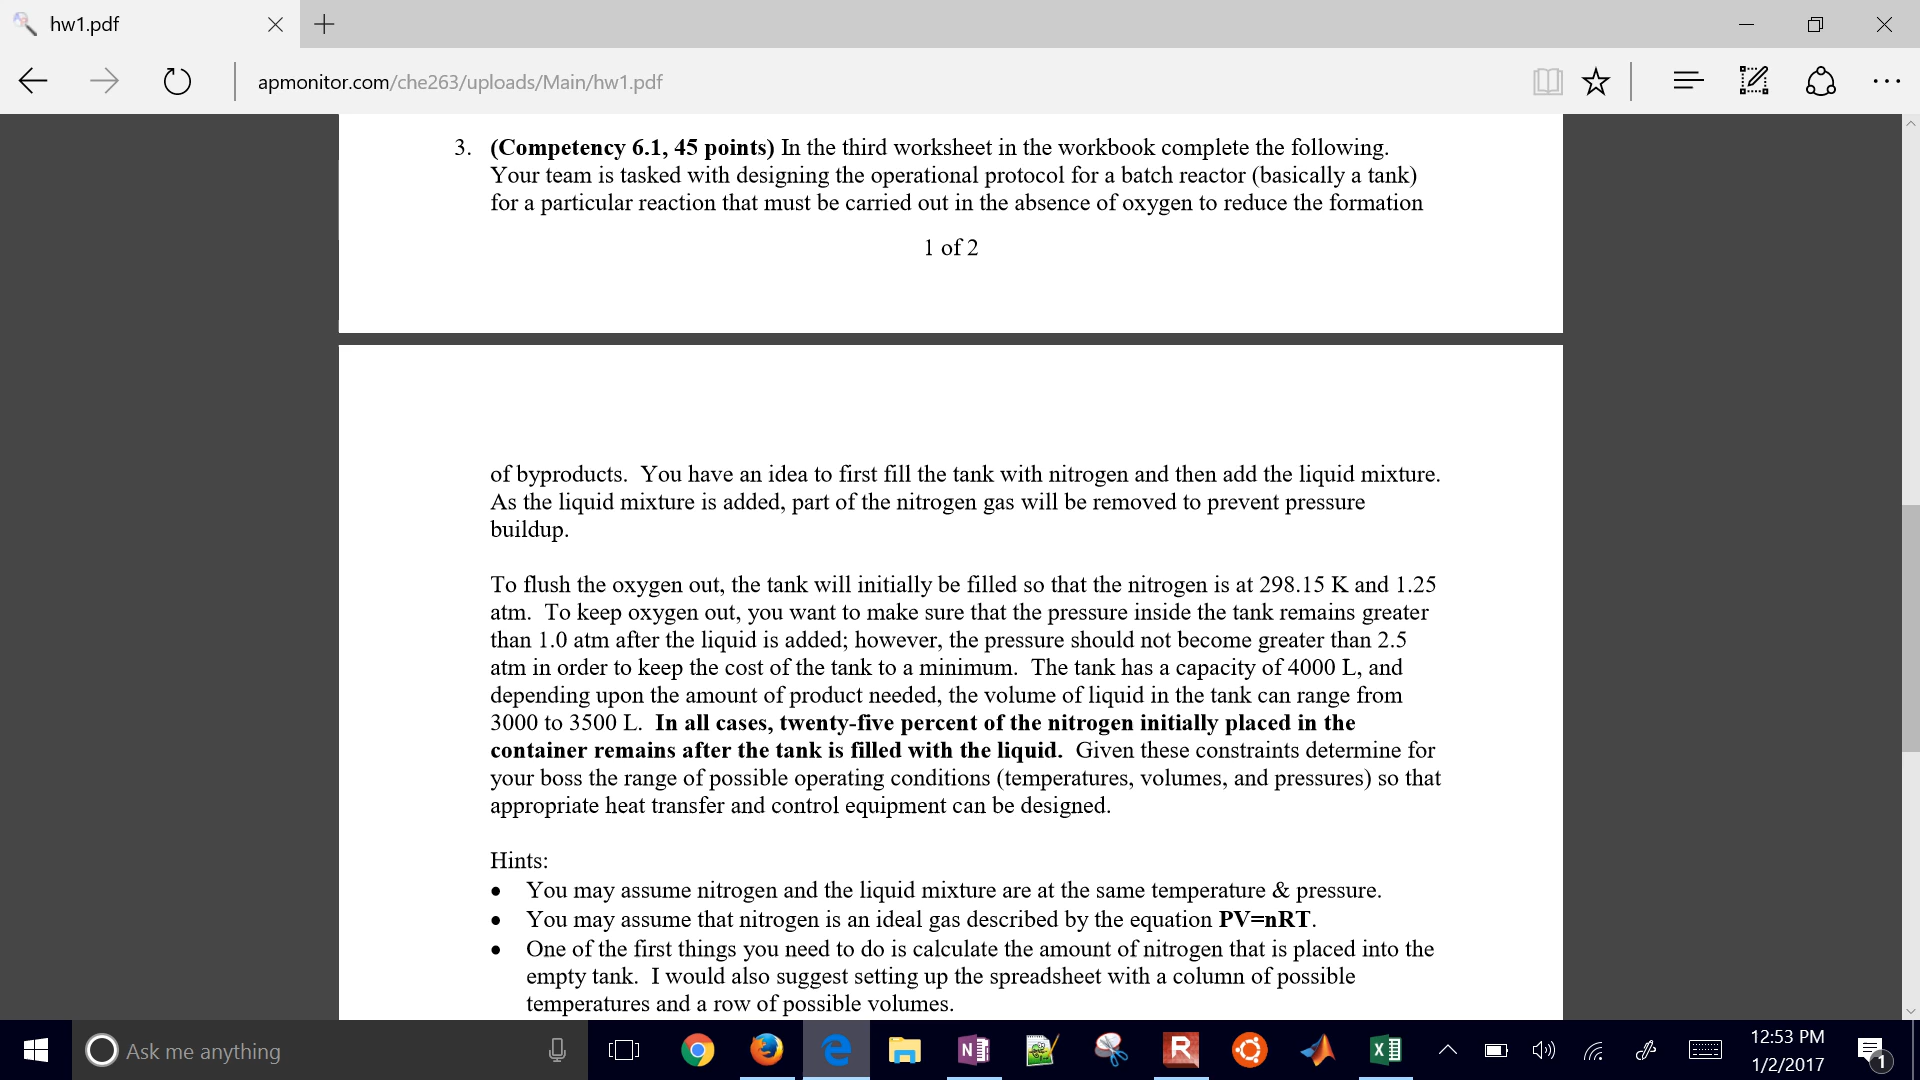 hw1.pdf
apmonitor.com/che263/uploads/Main/hw1.pdf
3. (Competency 6.1, 45 points) In the third worksheet in the workbook complete the following.
Your team is tasked with designing the operational protocol for a batch reactor (basically a tank)
for a particular reaction that must be carried out in the absence of oxygen to reduce the formation
1 of 2
of byproducts.  You have an idea to first fill the tank with nitrogen and then add the liquid mixture.
As the liquid mixture is added, part of the nitrogen gas will be removed to prevent pressure
buildup.
To flush the oxygen out, the tank will initially be filled so that the nitrogen is at 298.15 K and 1.25
atm.  To keep oxygen out, you want to make sure that the pressure inside the tank remains greater
than 1.0 atm after the liquid is added; however, the pressure should not become greater than 2.5
atm in order to keep the cost of the tank to a minimum.  The tank has a capacity of 4000 L, and
depending upon the amount of product needed, the volume of liquid in the tank can range from
3000 to 3500 L.  In all cases, twenty-five percent of the nitrogen initially placed in the
container remains after the tank is filled with the liquid.  Given these constraints determine for
your boss the range of possible operating conditions (temperatures, volumes, and pressures) so that
appropriate heat transfer and control equipment can be designed.
Hints:
• You may assume nitrogen and the liquid mixture are at the same temperature & pressure.
• You may assume that nitrogen is an ideal gas described by the equation PV=nRT.
• One of the first things you need to do is calculate the amount of nitrogen that is placed into the
empty tank.  I would also suggest setting up the spreadsheet with a column of possible
temperatures and a row of possible volumes.
Ask me anything
N
R
X
12:53 PM
1/2/2017
1